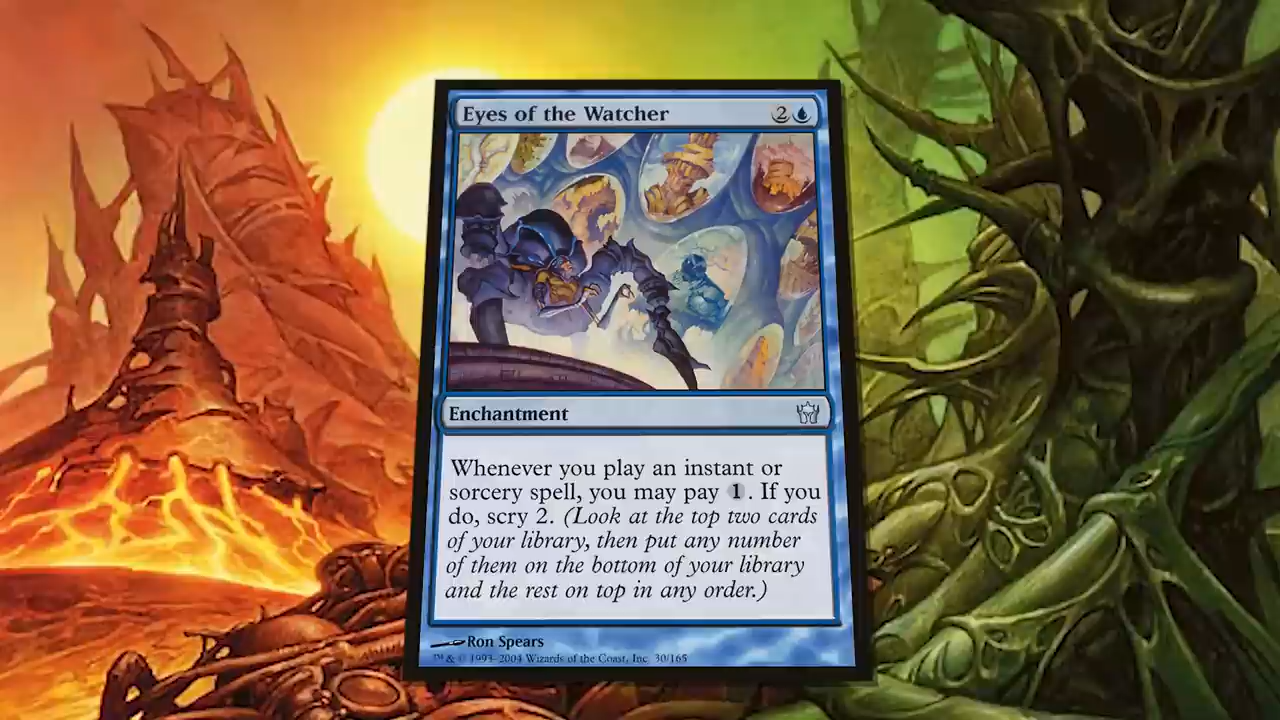 Eyes of the Watcher 2
Enchantment
Whenever you play an instant or
sorcery spell, you may pay 1. If you
do, scry 2. (Look at the top two cards
of your library, then put any number
of them on the bottom of your library
and the rest on top in any order.)
Ron Spears
™ & © 1993-2004 Wizards of the Coast, Inc. 30/165